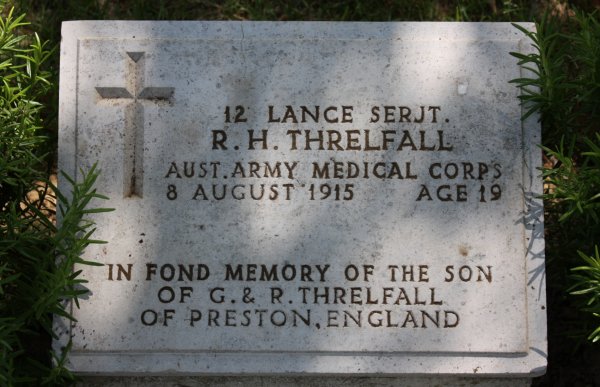 12 LANCE SERJT.
R. H. THRELFALL
AUST. ARMY MEDICAL CORPS
8 AUGUST 1915 AGE 19
IN FOND MEMORY OF THE SON
OF G. & R. THRELFALL
OF PRESTON, ENGLAND